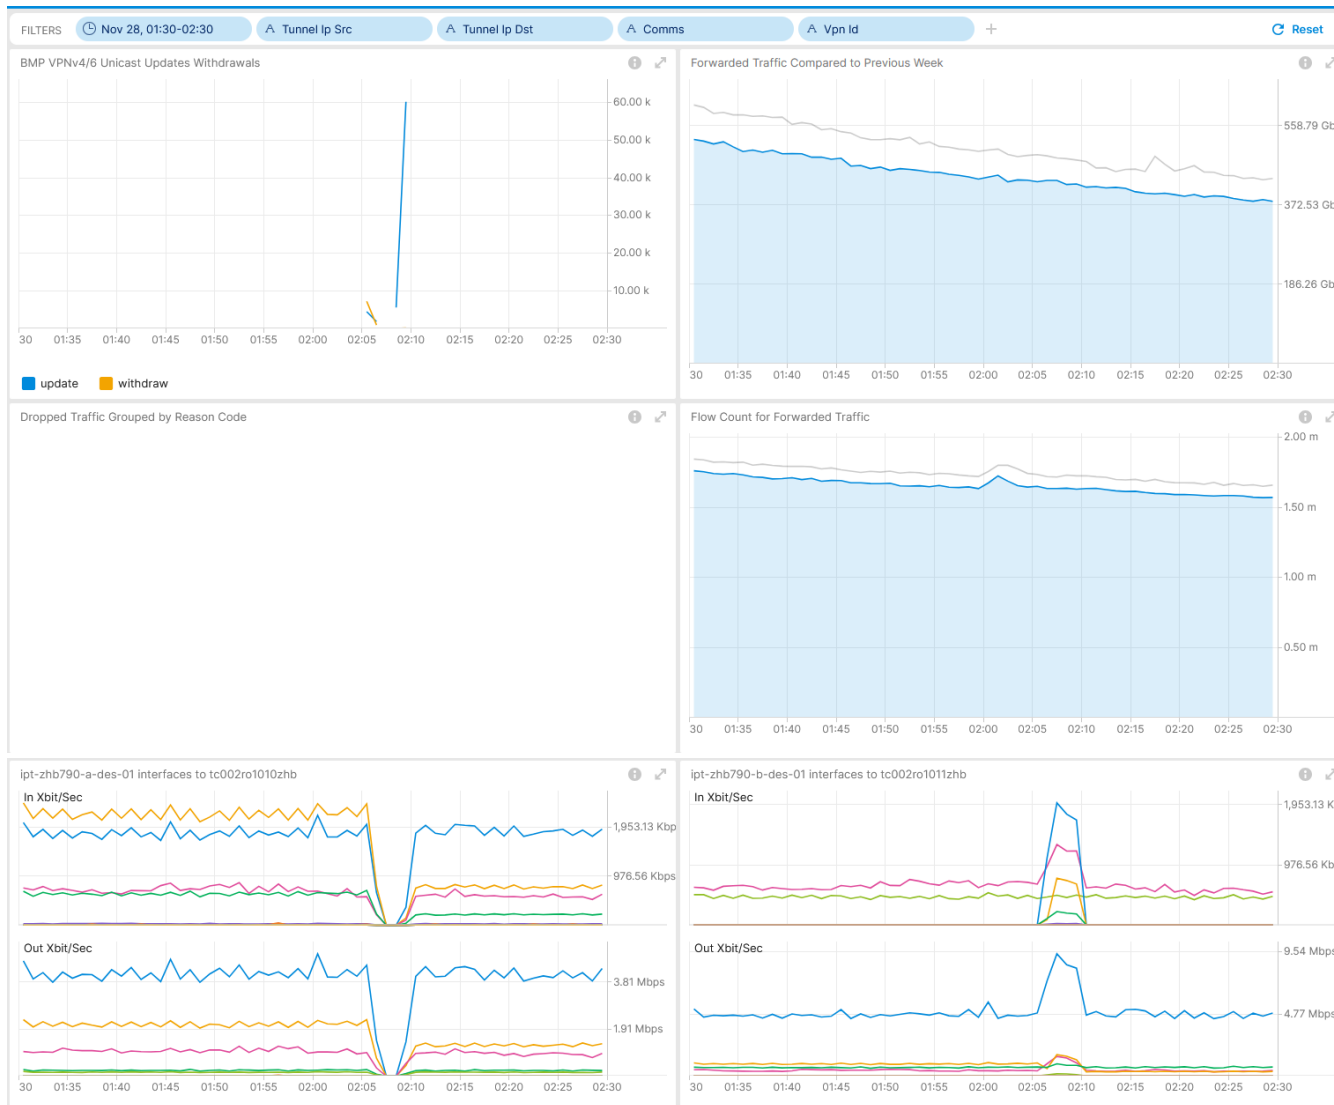 FILTERS Nov 28, 01:30-02:30 A Tunnel Ip Src A Tunnel Ip Dst A Comms A Vpn Id + Reset
BMP VPNv4/6 Unicast Updates Withdrawals
60.00 k
50.00 k
40.00 k
30.00 k
20.00 k
10.00 k
30 01:35 01:40 01:45 01:50 01:55 02:00 02:05 02:10 02:15 02:20 02:25 02:30
update withdraw
Forwarded Traffic Compared to Previous Week
558.79 Gb
372.53 Gb
186.26 Gb
30 01:35 01:40 01:45 01:50 01:55 02:00 02:05 02:10 02:15 02:20 02:25 02:30
Dropped Traffic Grouped by Reason Code
Flow Count for Forwarded Traffic
2.00 m
1.50 m
1.00 m
0.50 m
30 01:35 01:40 01:45 01:50 01:55 02:00 02:05 02:10 02:15 02:20 02:25 02:30
ipt-zhb790-a-des-01 interfaces to tc002ro1010zhb
In Xbit/Sec
1,953.13 Kbp
976.56 Kbps
Out Xbit/Sec
3.81 Mbps
1.91 Mbps
30 01:35 01:40 01:45 01:50 01:55 02:00 02:05 02:10 02:15 02:20 02:25 02:30
ipt-zhb790-b-des-01 interfaces to tc002ro1011zhb
In Xbit/Sec
1,953.13 K
976.56 Kb
Out Xbit/Sec
9.54 Mbps
4.77 Mbps
30 01:35 01:40 01:45 01:50 01:55 02:00 02:05 02:10 02:15 02:20 02:25 02:30